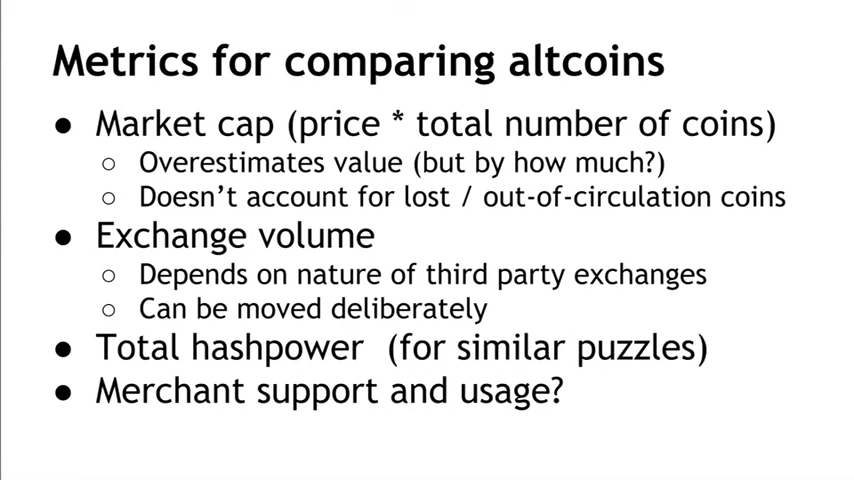 Metrics for comparing altcoins
● Market cap (price * total number of coins)
○ Overestimates value (but by how much?)
○ Doesn't account for lost / out-of-circulation coins
● Exchange volume
○ Depends on nature of third party exchanges
○ Can be moved deliberately
● Total hashpower  (for similar puzzles)
● Merchant support and usage?